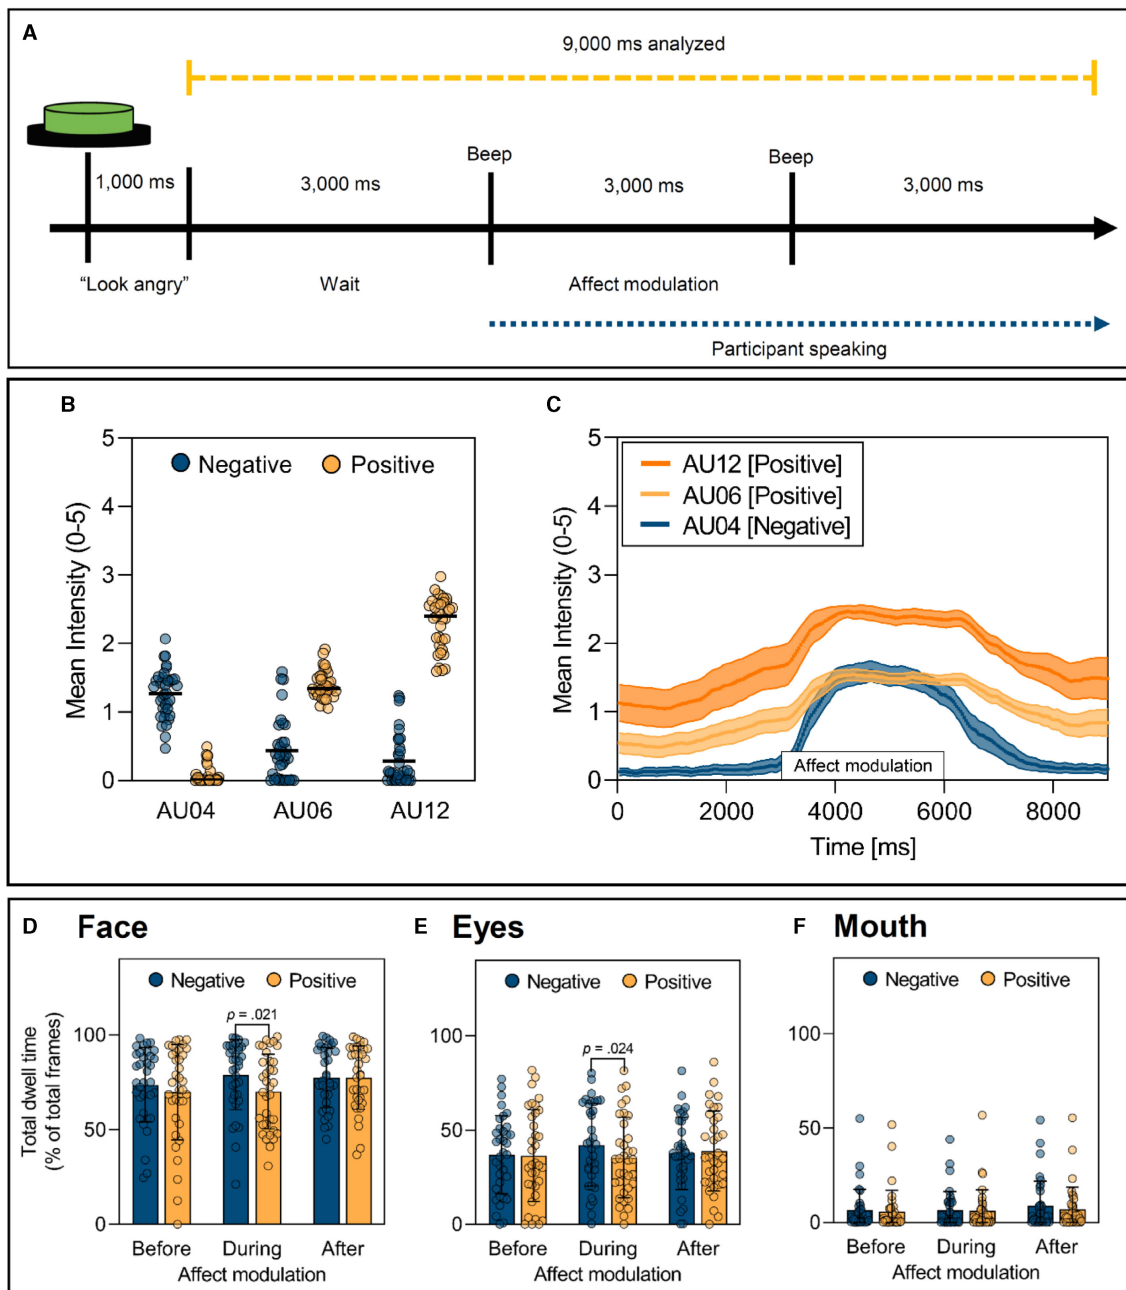 A
9,000 ms analyzed
Beep
Beep
1,000 ms
3,000 ms
3,000 ms
3,000 ms
“Look angry”
Wait
Affect modulation
Participant speaking
B
Negative
Positive
Mean Intensity (0-5)
5
4
3
2
1
0
AU04
AU06
AU12
C
AU12 [Positive]
AU06 [Positive]
AU04 [Negative]
Mean Intensity (0-5)
5
4
3
2
1
0
Affect modulation
0
2000
4000
6000
8000
Time [ms]
D
Face
Negative
Positive
p = .021
Total dwell time
(% of total frames)
100
50
0
Before
During
After
Affect modulation
E
Eyes
Negative
Positive
p = .024
100
50
0
Before
During
After
Affect modulation
F
Mouth
Negative
Positive
100
50
0
Before
During
After
Affect modulation